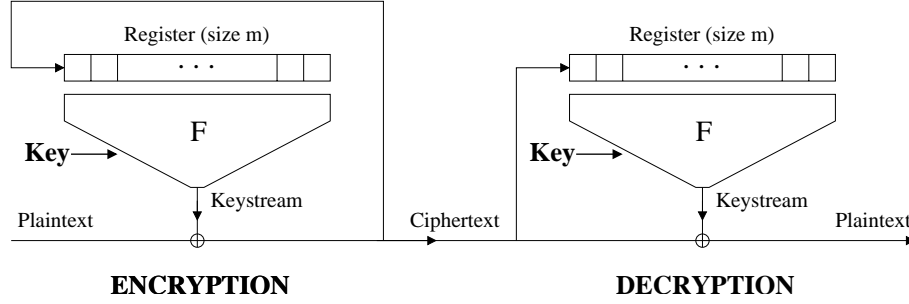 Register (size m)
. . .
F
Key
Keystream
Plaintext
ENCRYPTION
Ciphertext
Register (size m)
. . .
F
Key
Keystream
Plaintext
DECRYPTION